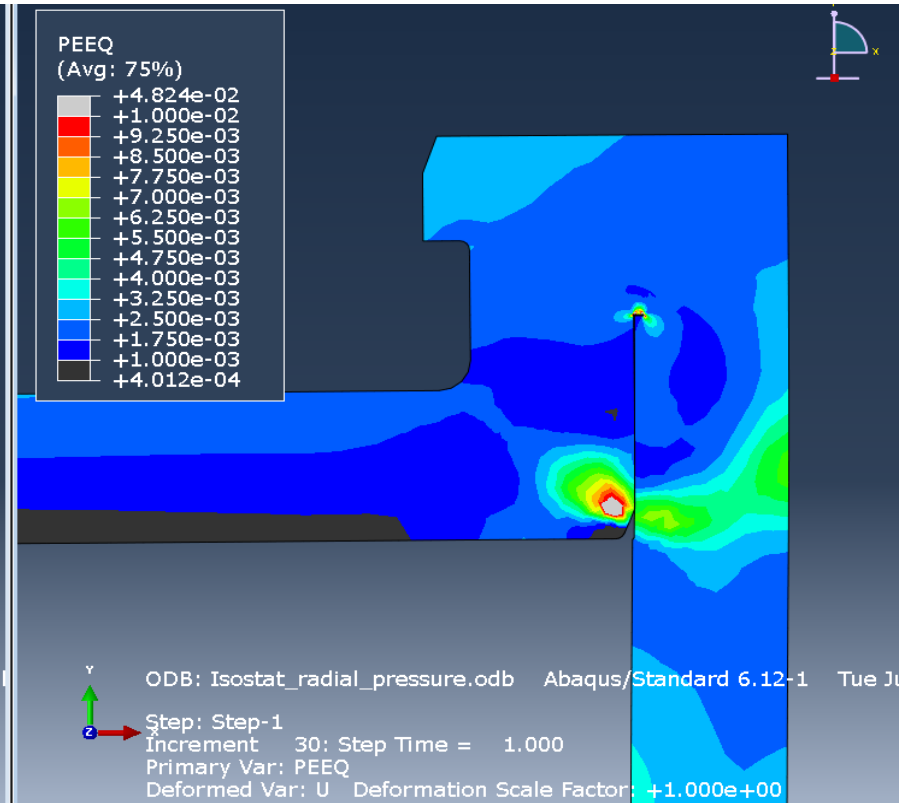 PEEQ
(Avg: 75%)
+4.824e-02
+1.000e-02
+9.250e-03
+8.500e-03
+7.750e-03
+7.000e-03
+6.250e-03
+5.500e-03
+4.750e-03
+4.000e-03
+3.250e-03
+2.500e-03
+1.750e-03
+1.000e-03
+4.012e-04
X
Y
Z
X
ODB: Isostat_radial_pressure.odb Abaqus/Standard 6.12-1 Tue
Step: Step-1
Increment 30: Step Time = 1.000
Primary Var: PEEQ
Deformed Var: U Deformation Scale Factor: +1.000e+00